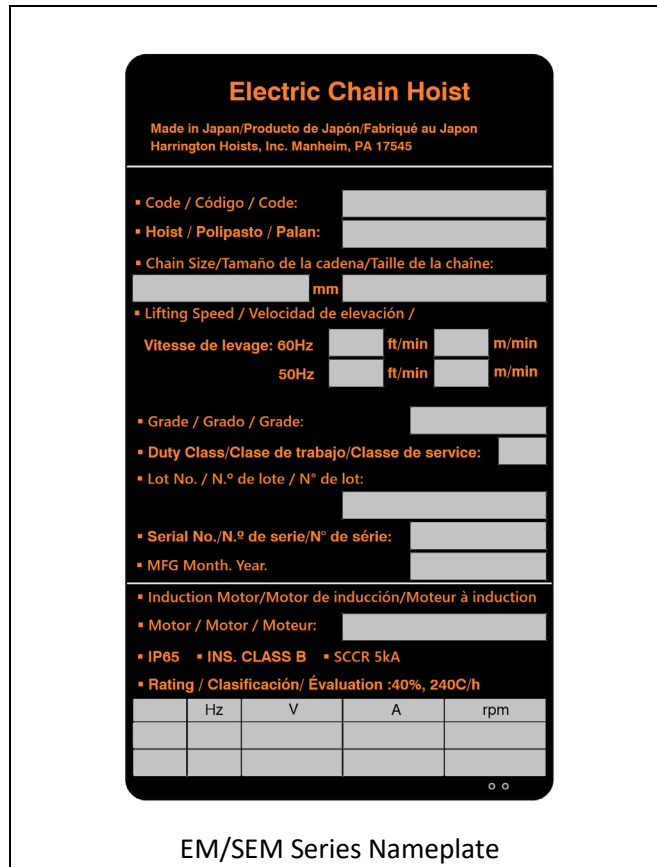 Electric Chain Hoist
Made in Japan/Producto de Japón/Fabriqué au Japon
Harrington Hoists, Inc. Manheim, PA 17545
▪ Code / Código / Code:
▪ Hoist / Polipasto / Palan:
▪ Chain Size/Tamaño de la cadena/Taille de la chaîne:
mm
▪ Lifting Speed / Velocidad de elevación /
Vitesse de levage: 60Hz ft/min m/min
50Hz ft/min m/min
▪ Grade / Grado / Grade:
▪ Duty Class/Clase de trabajo/Classe de service:
▪ Lot No. / N.º de lote / N° de lot:
▪ Serial No./N.º de serie/N° de série:
▪ MFG Month. Year.
▪ Induction Motor/Motor de inducción/Moteur à induction
▪ Motor / Motor / Moteur:
▪ IP65 ▪ INS. CLASS B ▪ SCCR 5kA
▪ Rating / Clasificación/ Évaluation :40%, 240C/h
Hz V A rpm
EM/SEM Series Nameplate